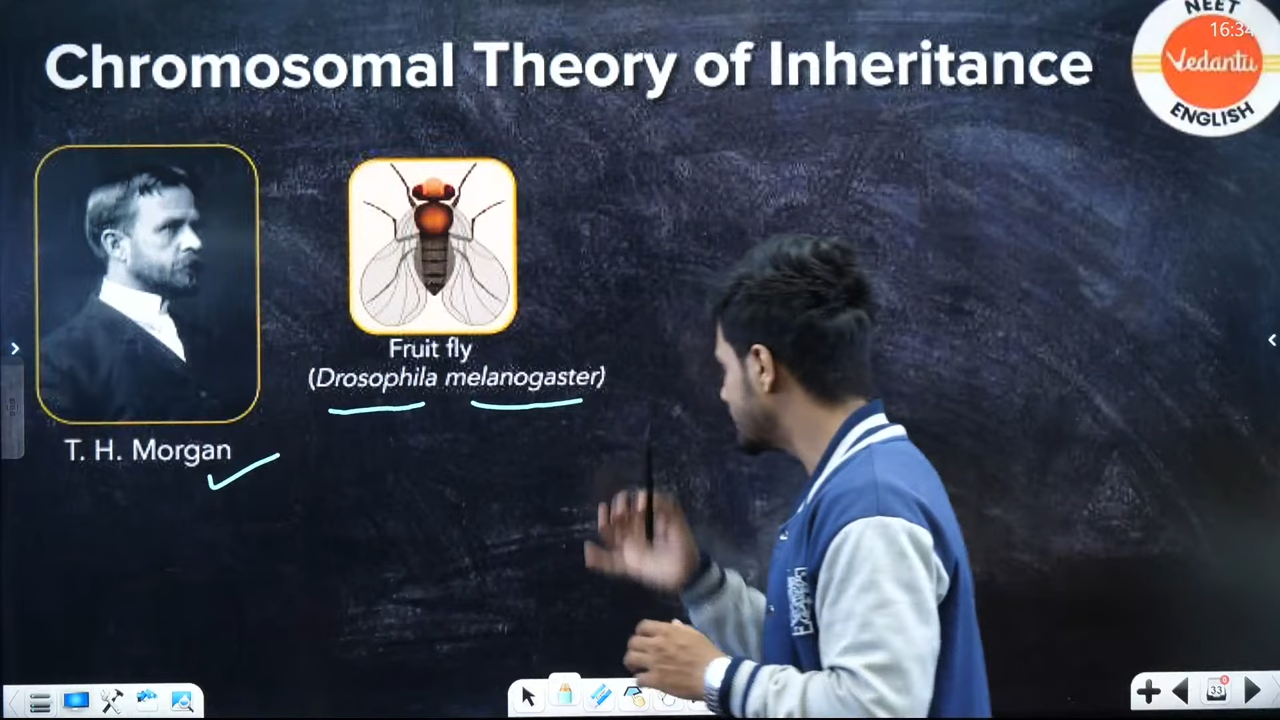 Chromosomal Theory of Inheritance
NEET
16:34
Vedantu
ENGLISH
Fruit fly
(Drosophila melanogaster)
T. H. Morgan
33